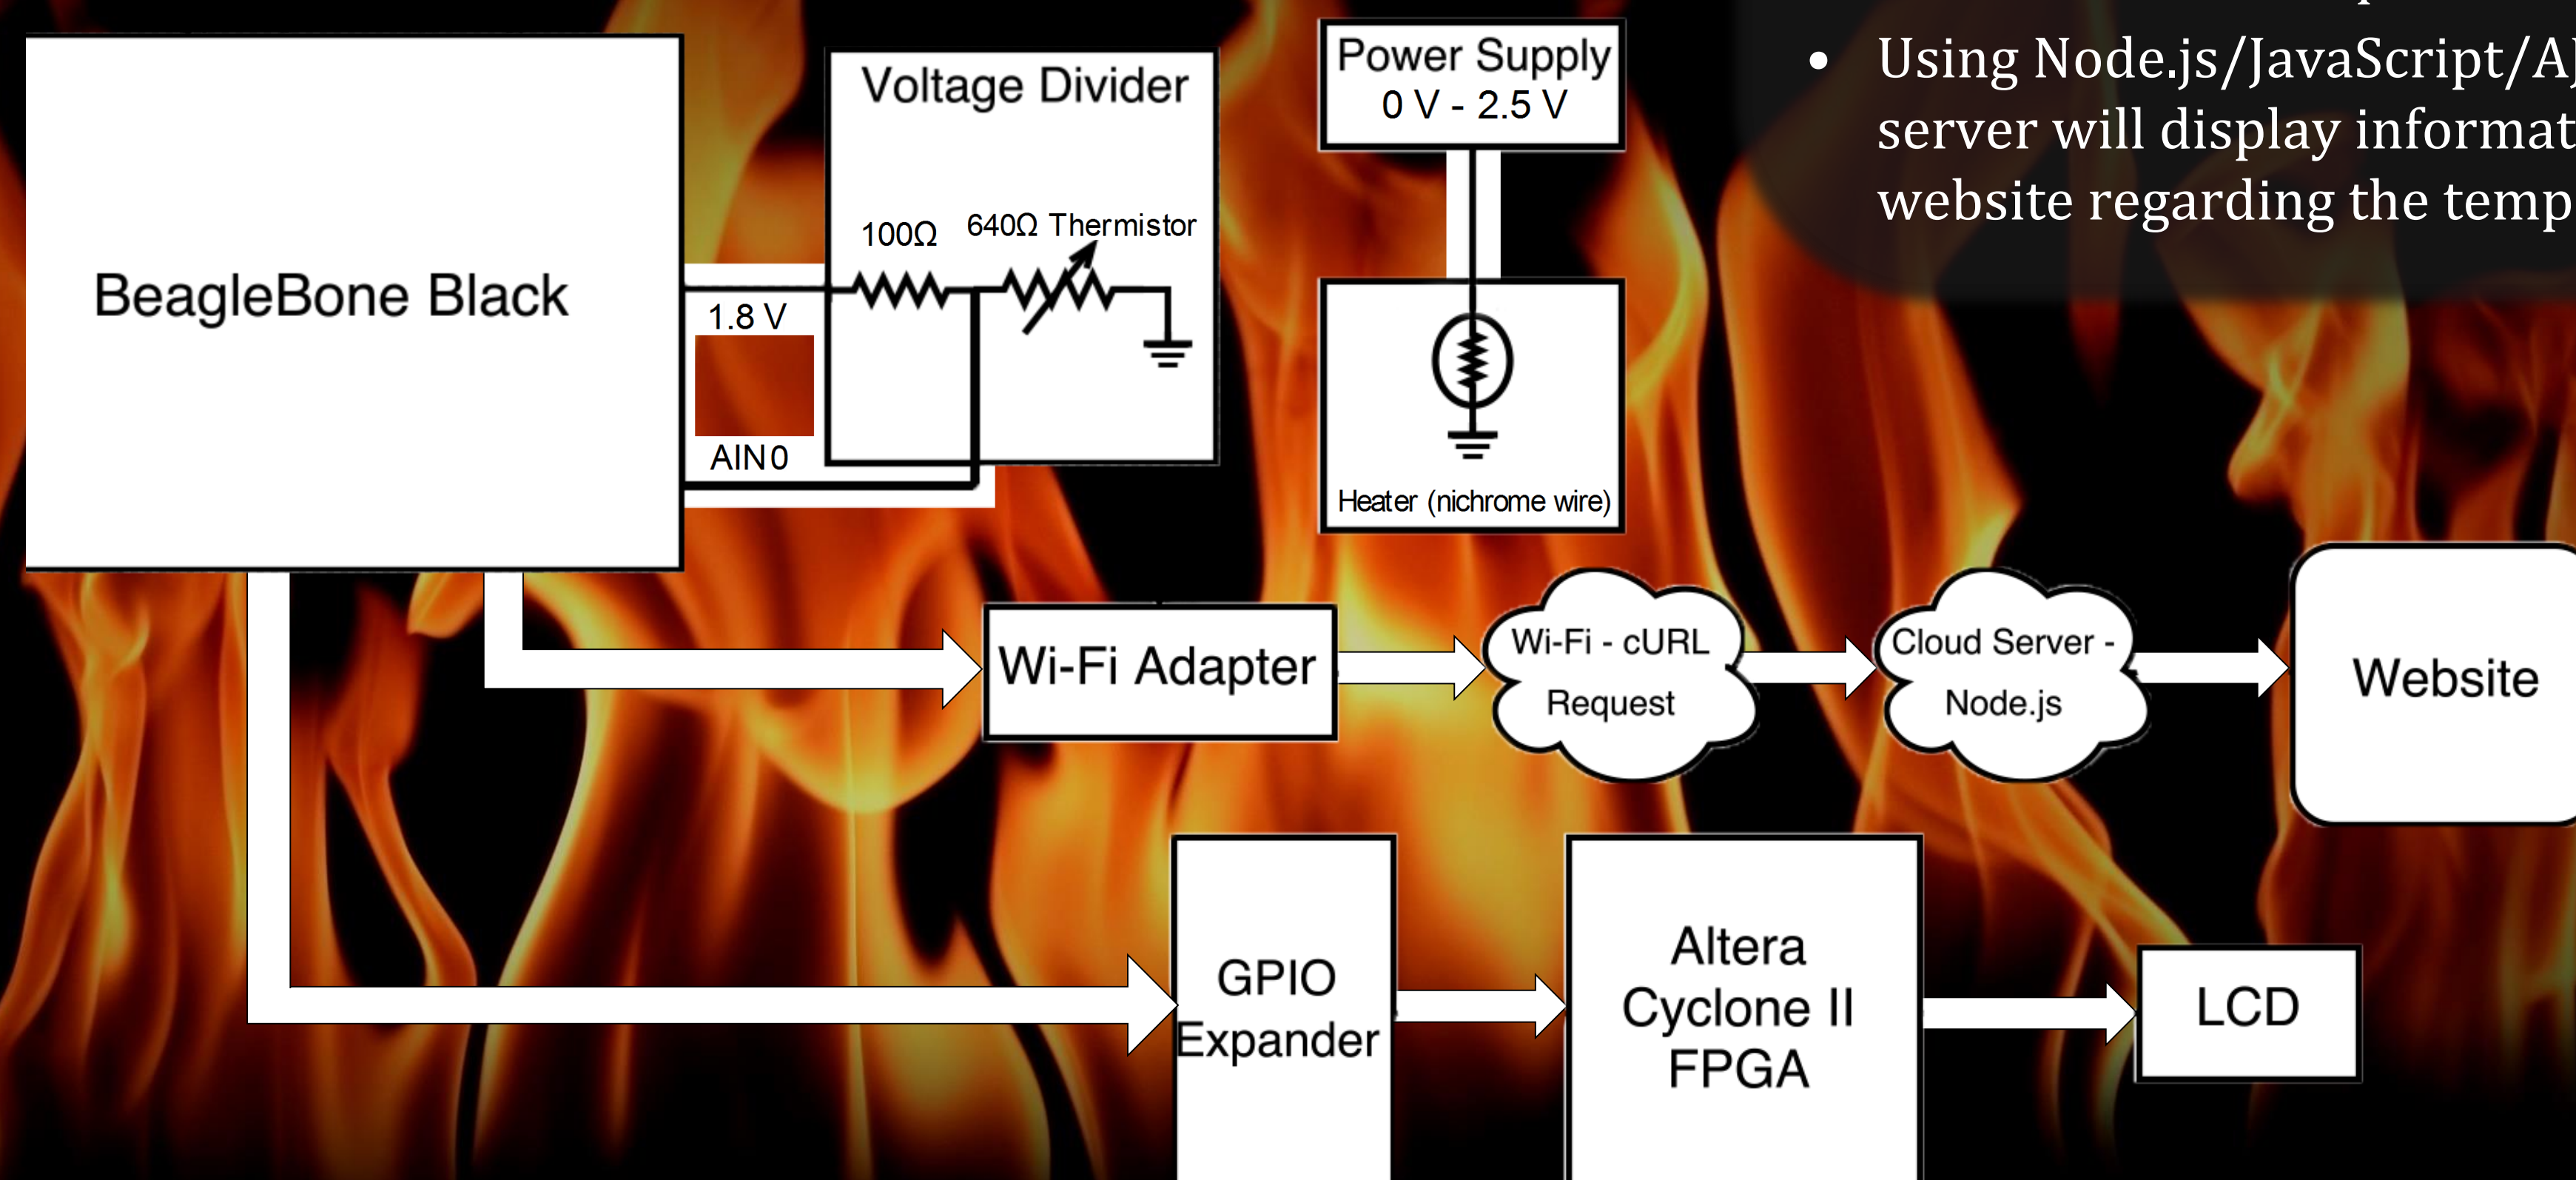 BeagleBone Black
1.8 V
AIN0
Voltage Divider
100Ω
640Ω Thermistor
Power Supply
0 V - 2.5 V
Heater (nichrome wire)
• Using Node.js/JavaScript/
server will display
website regarding the
Wi-Fi Adapter
Wi-Fi - cURL
Request
Cloud Server -
Node.js
Website
GPIO
Expander
Altera
Cyclone II
FPGA
LCD